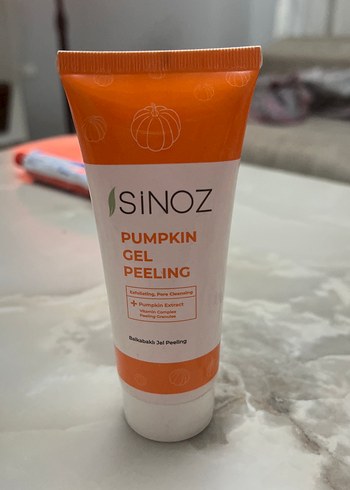 SiNOZ
PUMPKIN
GEL
PEELING
Exfoliating, Pore Cleansing
+ Pumpkin Extract
Vitamin Complex
Peeling Granules
Balkabaklı Jel Peeling